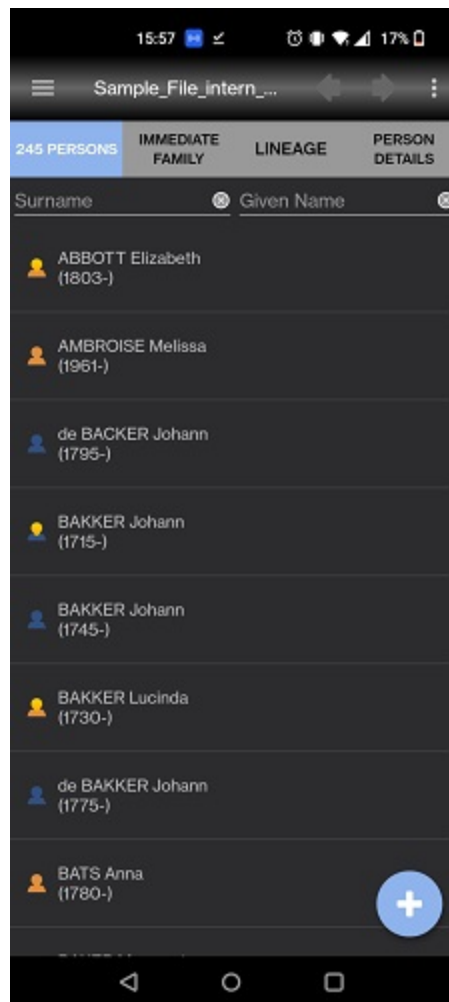 15:57 17%
Sample_File_intern_...
245 PERSONS
IMMEDIATE
FAMILY
LINEAGE
PERSON
DETAILS
Surname Given Name
ABBOTT Elizabeth
(1803-)
AMBROISE Melissa
(1961-)
de BACKER Johann
(1795-)
BAKKER Johann
(1715-)
BAKKER Johann
(1745-)
BAKKER Lucinda
(1730-)
de BAKKER Johann
(1775-)
BATS Anna
(1780-)